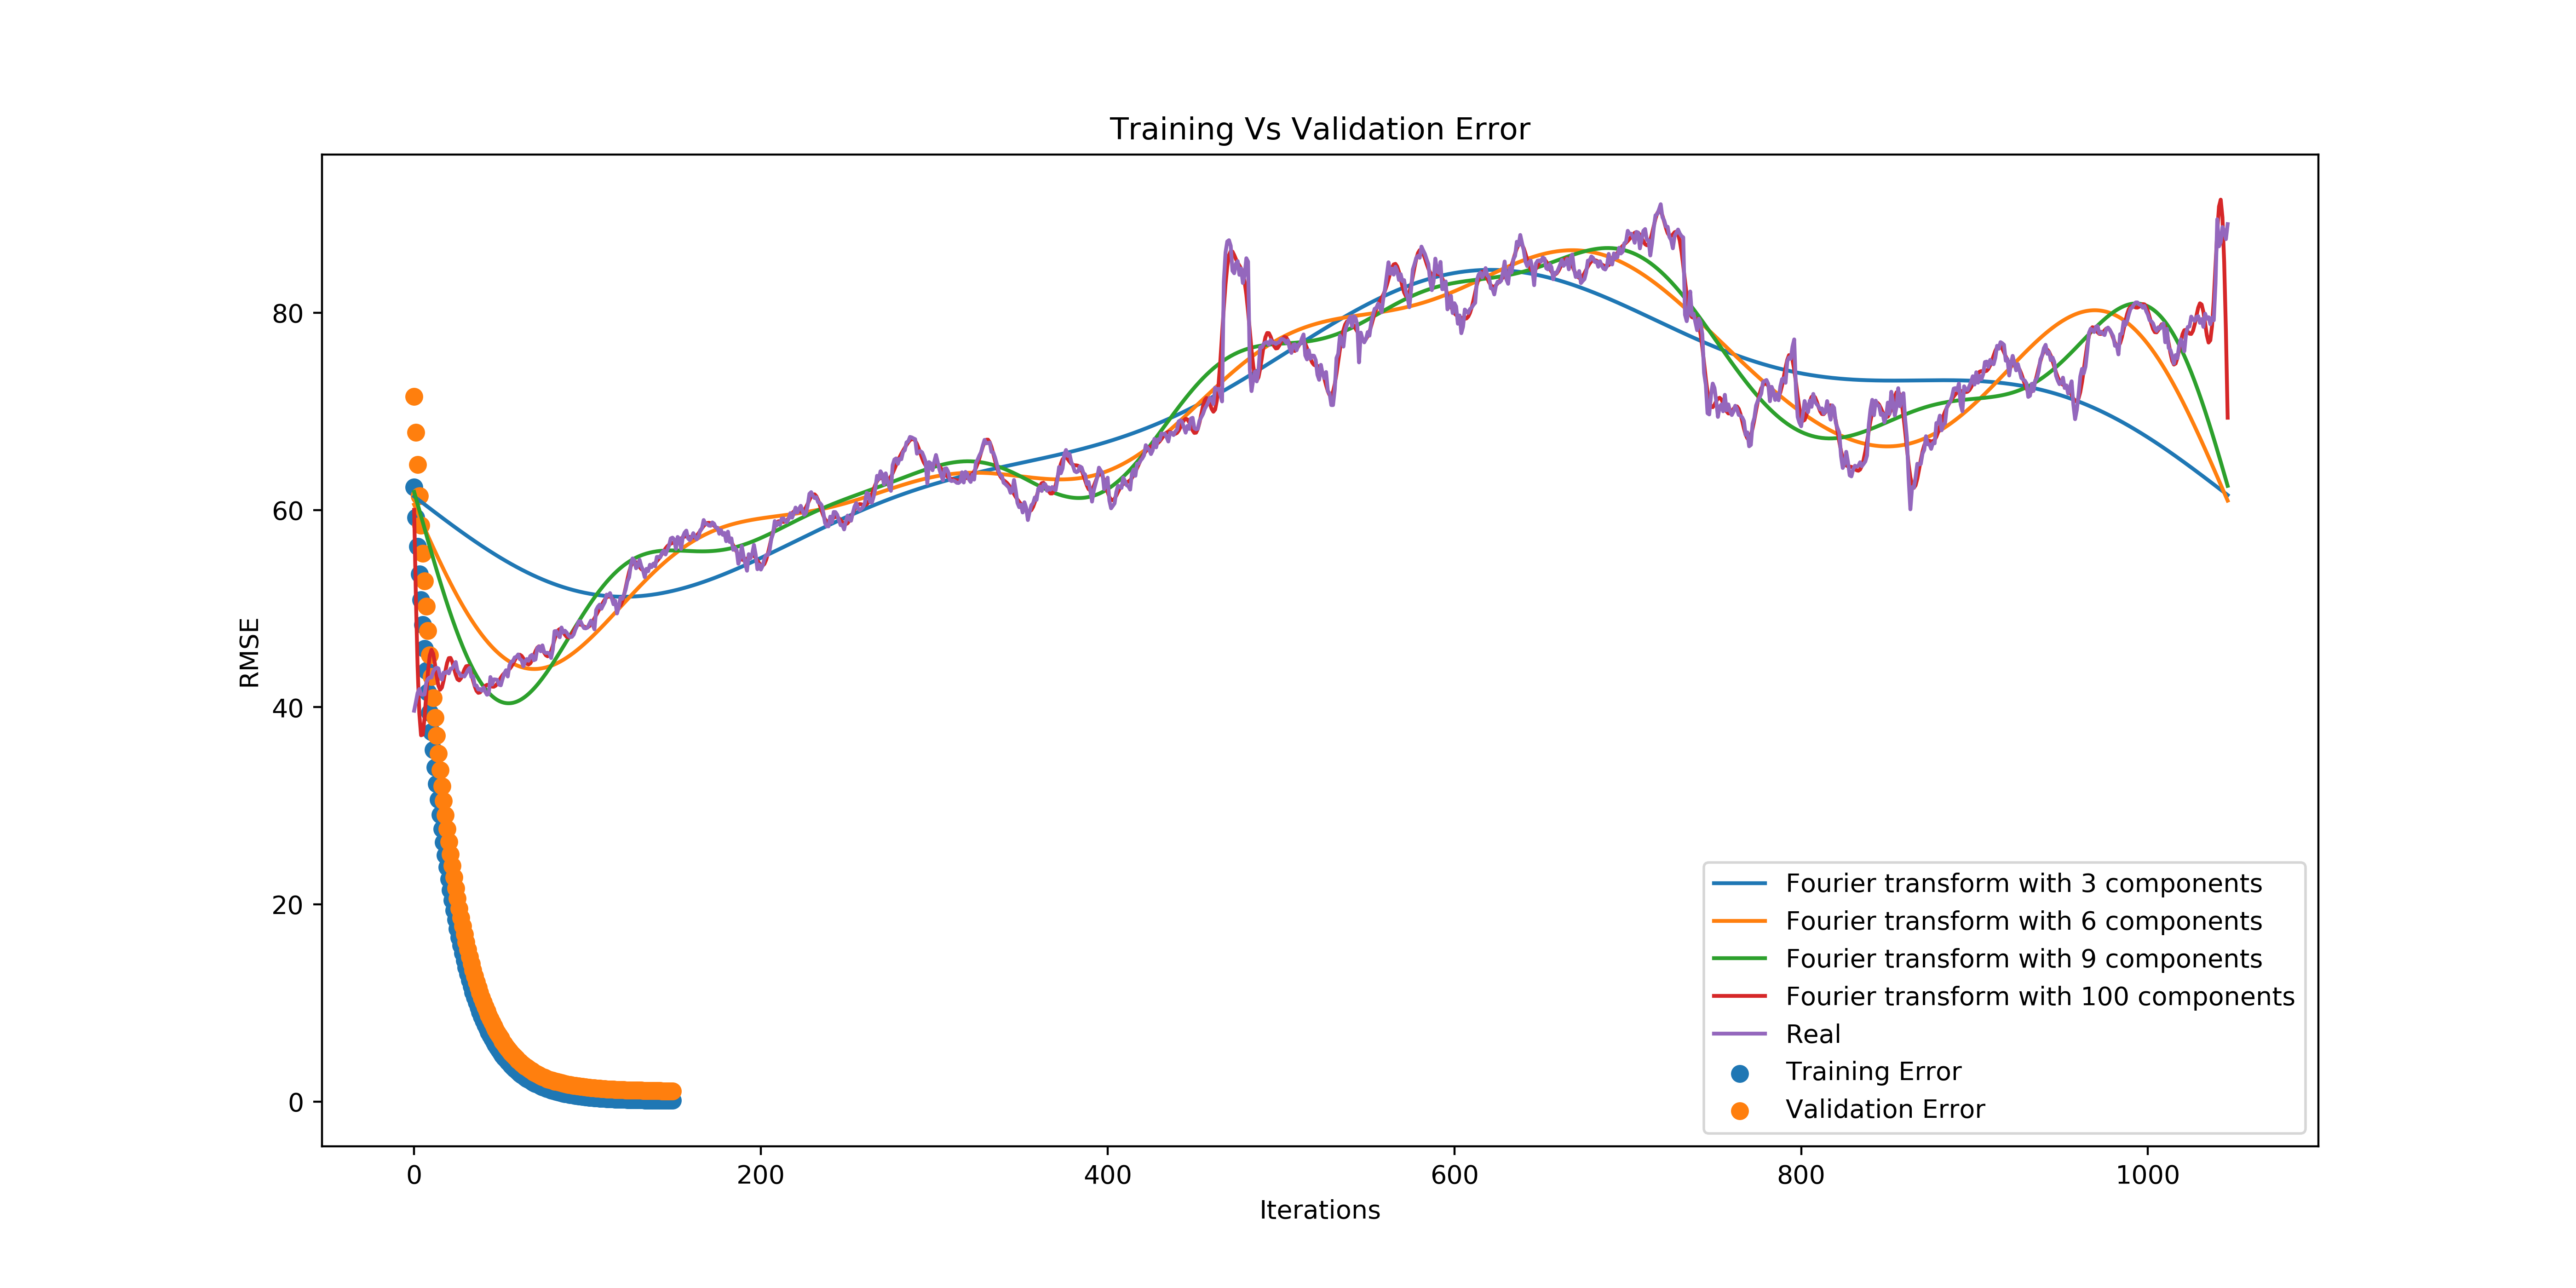 Training Vs Validation Error
RMSE
80
60
40
20
0
0 200 400 600 800 1000
Iterations
Fourier transform with 3 components
Fourier transform with 6 components
Fourier transform with 9 components
Fourier transform with 100 components
Real
Training Error
Validation Error